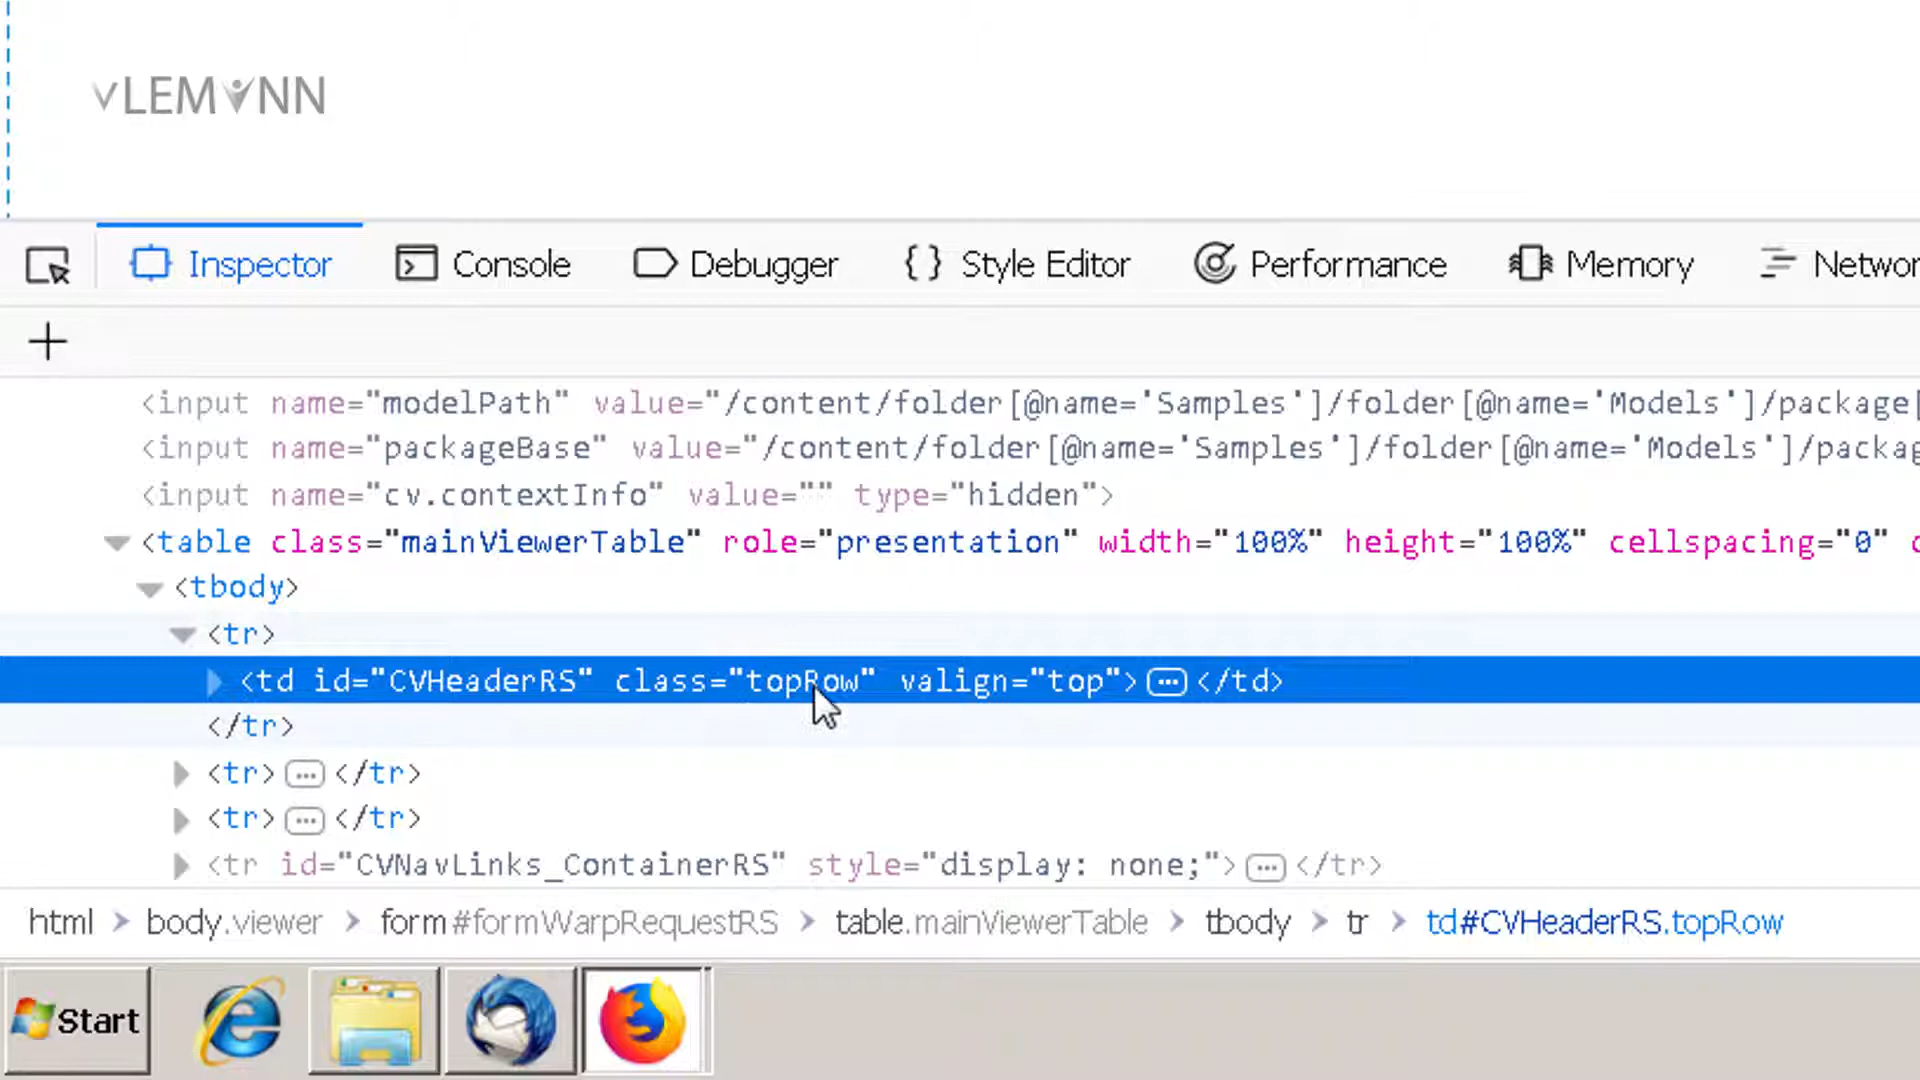 vLEMANN
Inspector Console Debugger Style Editor Performance Memory Networ
<input name="modelPath" value="/content/folder[@name='Samples']/folder[@name='Models']/package[
<input name="packageBase" value="/content/folder[@name='Samples']/folder[@name='Models']/packag
<input name="cv.contextInfo" value="" type="hidden">
<table class="mainViewerTable" role="presentation" width="100%" height="100%" cellspacing="0" c
<tbody>
<tr>
<td id="CVHeaderRS" class="topRow" valign="top"> ... </td>
</tr>
<tr> ... </tr>
<tr> ... </tr>
<tr id="CVNavLinks_ContainerRS" style="display: none;"> ... </tr>
html > body.viewer > form#formWarpRequestRS > table.mainViewerTable > tbody > tr > td#CVHeaderRS.topRow
Start